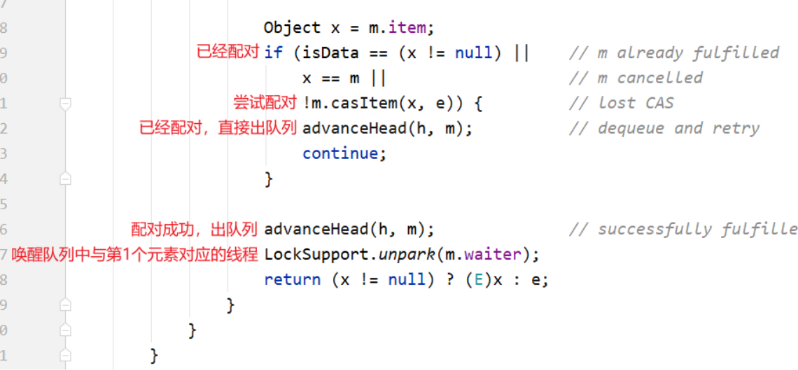 8 Object x = m.item;
已经配对 9 if (isData == (x != null) || // m already fulfilled
0 x == m || // m cancelled
1 尝试配对 !m.casItem(x, e)) { // lost CAS
2 已经配对，直接出队列 advanceHead(h, m); // dequeue and retry
3 continue;
4 }
6 配对成功，出队列 advanceHead(h, m); // successfully fulfille
7 唤醒队列中与第1个元素对应的线程 LockSupport.unpark(m.waiter);
8 return (x != null) ? (E)x : e;
9 }
0 }
1 }